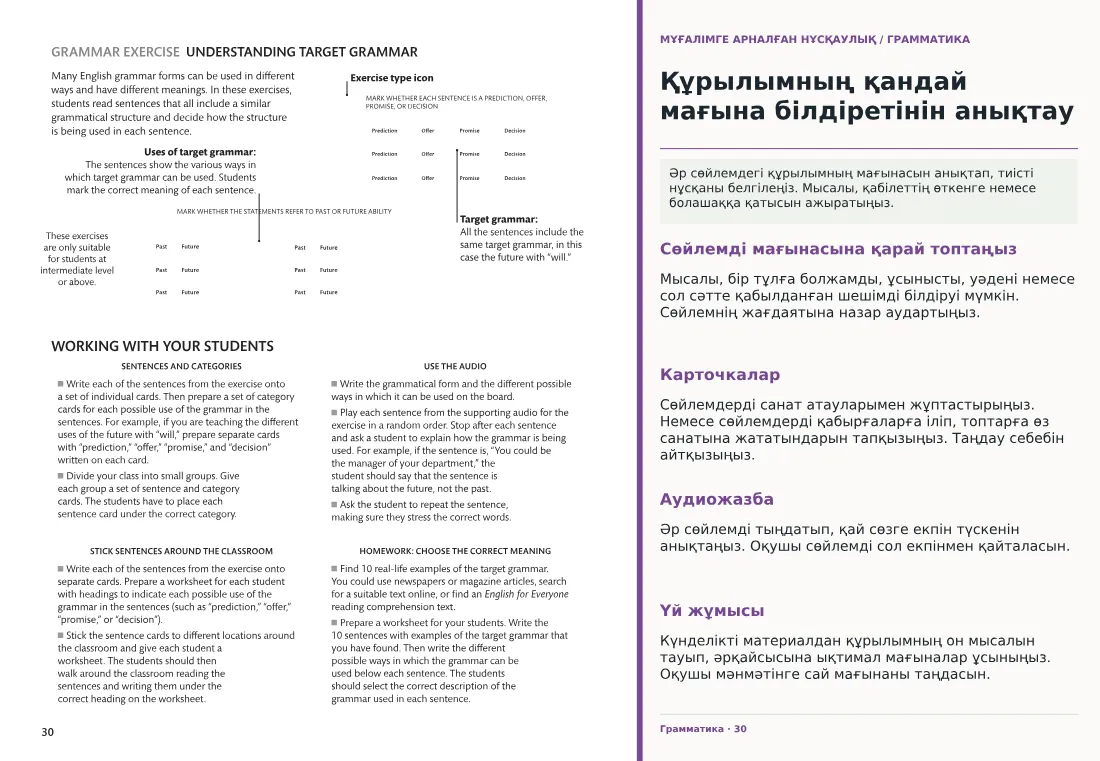 GRAMMAR EXERCISE UNDERSTANDING TARGET GRAMMAR
Many English grammar forms can be used in different
ways and have different meanings. In these exercises,
students read sentences that all include a similar
grammatical structure and decide how the structure
is being used in each sentence.
Exercise type icon
MARK WHETHER EACH SENTENCE IS A PREDICTION, OFFER,
PROMISE, OR DECISION
Prediction Offer Promise Decision
Prediction Offer Promise Decision
Prediction Offer Promise Decision
Uses of target grammar:
The sentences show the various ways in
which target grammar can be used. Students
mark the correct meaning of each sentence.
MARK WHETHER THE STATEMENTS REFER TO PAST OR FUTURE ABILITY
Target grammar:
All the sentences include the
same target grammar, in this
case the future with “will.”
These exercises
are only suitable
for students at
intermediate level
or above.
Past Future Past Future
Past Future Past Future
Past Future Past Future
WORKING WITH YOUR STUDENTS
SENTENCES AND CATEGORIES
Write each of the sentences from the exercise onto
a set of individual cards. Then prepare a set of category
cards for each possible use of the grammar in the
sentences. For example, if you are teaching the different
uses of the future with “will,” prepare separate cards
with “prediction,” “offer,” “promise,” and “decision”
written on each card.
Divide your class into small groups. Give
each group a set of sentence and category
cards. The students have to place each
sentence card under the correct category.
USE THE AUDIO
Write the grammatical form and the different possible
ways in which it can be used on the board.
Play each sentence from the supporting audio for the
exercise in a random order. Stop after each sentence
and ask a student to explain how the grammar is being
used. For example, if the sentence is, “You could be
the manager of your department,” the
student should say that the sentence is
talking about the future, not the past.
Ask the student to repeat the sentence,
making sure they stress the correct words.
STICK SENTENCES AROUND THE CLASSROOM
Write each of the sentences from the exercise onto
separate cards. Prepare a worksheet for each student
with headings to indicate each possible use of the
grammar in the sentences (such as “prediction,” “offer,”
“promise,” or “decision”).
Stick the sentence cards to different locations around
the classroom and give each student a
worksheet. The students should then
walk around the classroom reading the
sentences and writing them under the
correct heading on the worksheet.
HOMEWORK: CHOOSE THE CORRECT MEANING
Find 10 real-life examples of the target grammar.
You could use newspapers or magazine articles, search
for a suitable text online, or find an English for Everyone
reading comprehension text.
Prepare a worksheet for your students. Write the
10 sentences with examples of the target grammar that
you have found. Then write the different
possible ways in which the grammar can be
used below each sentence. The students
should select the correct description of the
grammar used in each sentence.
30
МҰҒАЛІМГЕ АРНАЛҒАН НҰСҚАУЛЫҚ / ГРАММАТИКА
Құрылымның қандай
мағына білдіретінін анықтау
Әр сөйлемдегі құрылымның мағынасын анықтап, тиісті
нұсқаны белгілеңіз. Мысалы, қабілеттің өткенге немесе
болашаққа қатысын ажыратыңыз.
Сөйлемді мағынасына қарай топтаңыз
Мысалы, бір тұлға болжамды, ұсынысты, уәдені немесе
сол сәтте қабылданған шешімді білдіруі мүмкін.
Сөйлемнің жағдаятына назар аудартыңыз.
Карточкалар
Сөйлемдерді санат атауларымен жұптастырыңыз.
Немесе сөйлемдерді қабырғаларға іліп, топтарға өз
санатына жататындарын тапқызыңыз. Таңдау себебін
айтқызыңыз.
Аудиожазба
Әр сөйлемді тыңдатып, қай сөзге екпін түскенін
анықтаңыз. Оқушы сөйлемді сол екпінмен қайталасын.
Үй жұмысы
Күнделікті материалдан құрылымның он мысалын
тауып, әрқайсысына ықтимал мағыналар ұсыныңыз.
Оқушы мәнмәтінге сай мағынаны таңдасын.
Грамматика · 30